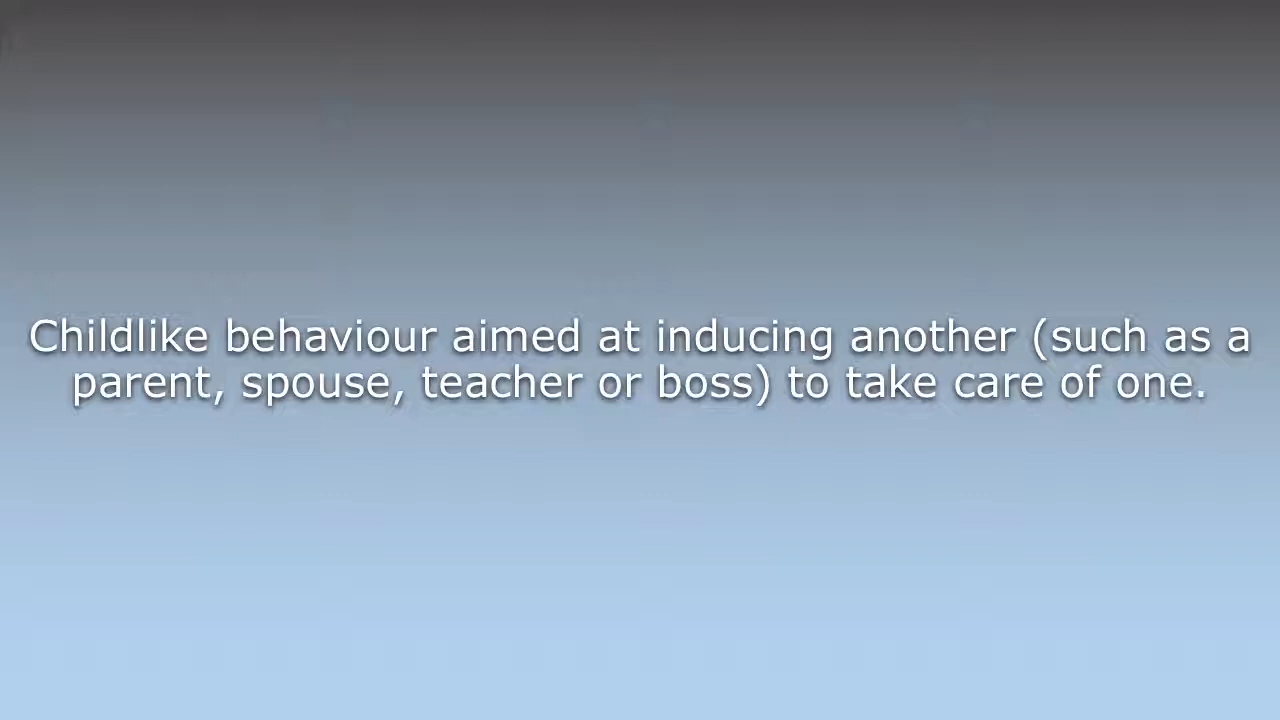 Childlike behaviour aimed at inducing another (such as a
parent, spouse, teacher or boss) to take care of one.